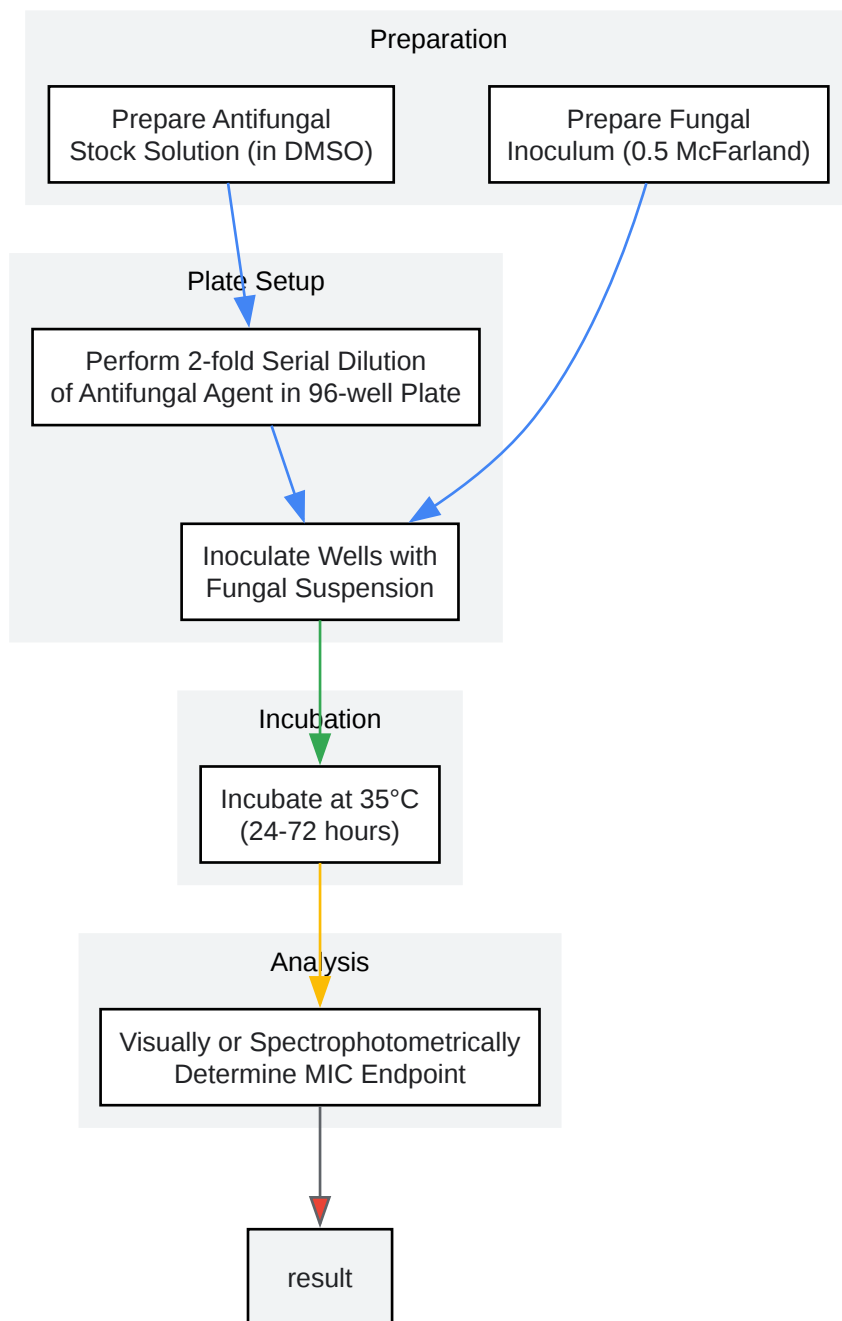 Preparation
Prepare Antifungal
Stock Solution (in DMSO)
Prepare Fungal
Inoculum (0.5 McFarland)
Plate Setup
Perform 2-fold Serial Dilution
of Antifungal Agent in 96-well Plate
Inoculate Wells with
Fungal Suspension
Incubation
Incubate at 35°C
(24-72 hours)
Analysis
Visually or Spectrophotometrically
Determine MIC Endpoint
result